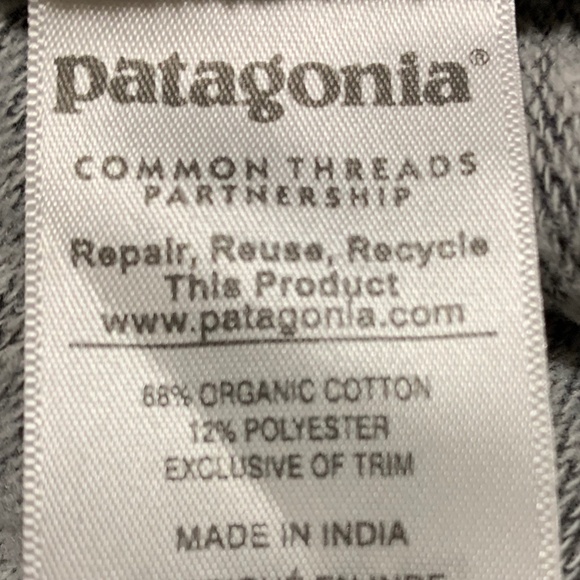 patagonia®
COMMON THREADS
PARTNERSHIP
Repair, Reuse, Recycle
This Product
www.patagonia.com
88% ORGANIC COTTON
12% POLYESTER
EXCLUSIVE OF TRIM
MADE IN INDIA